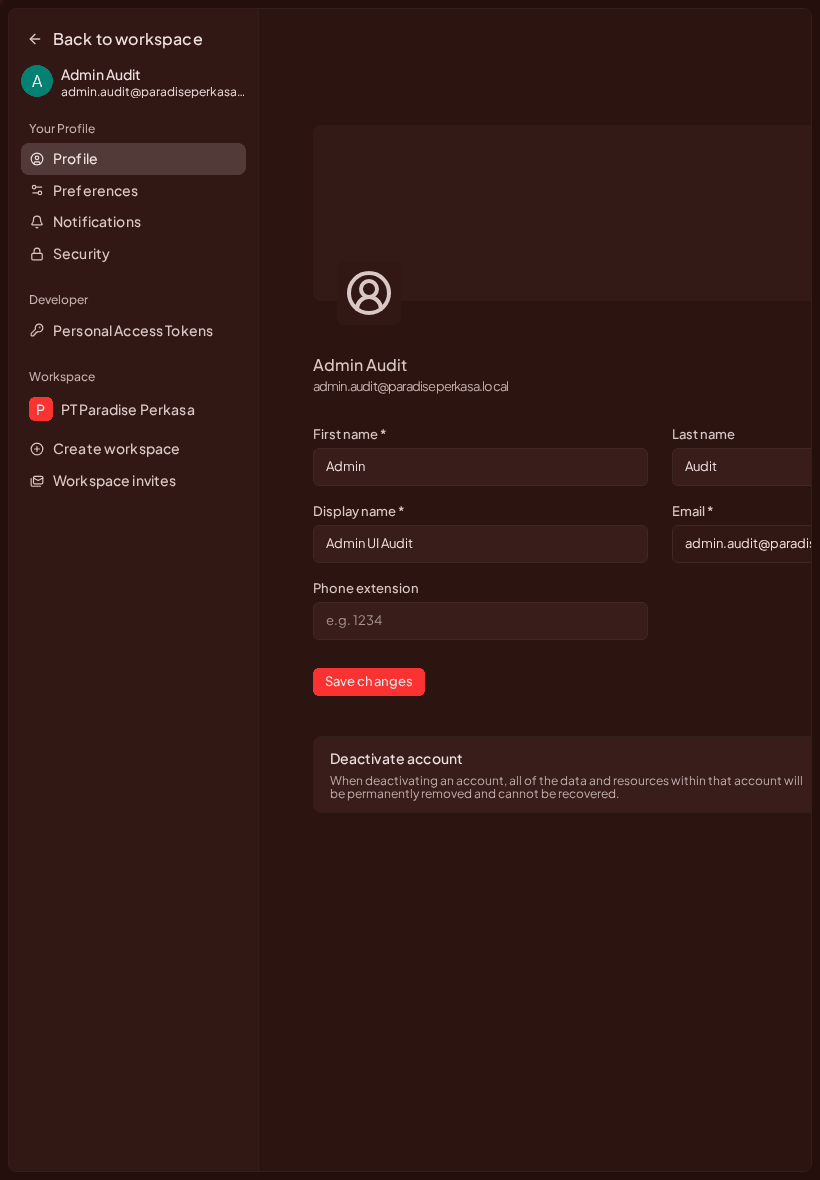 Back to workspace
A
Admin Audit
admin.audit@paradiseperkasa...
Your Profile
Profile
Preferences
Notifications
Security
Developer
Personal Access Tokens
Workspace
P
PT Paradise Perkasa
Create workspace
Workspace invites
Admin Audit
admin.audit@paradiseperkasa.local
First name *
Last name
Admin
Audit
Display name *
Email *
Admin UI Audit
admin.audit@paradis
Phone extension
e.g. 1234
Save changes
Deactivate account
When deactivating an account, all of the data and resources within that account will
be permanently removed and cannot be recovered.